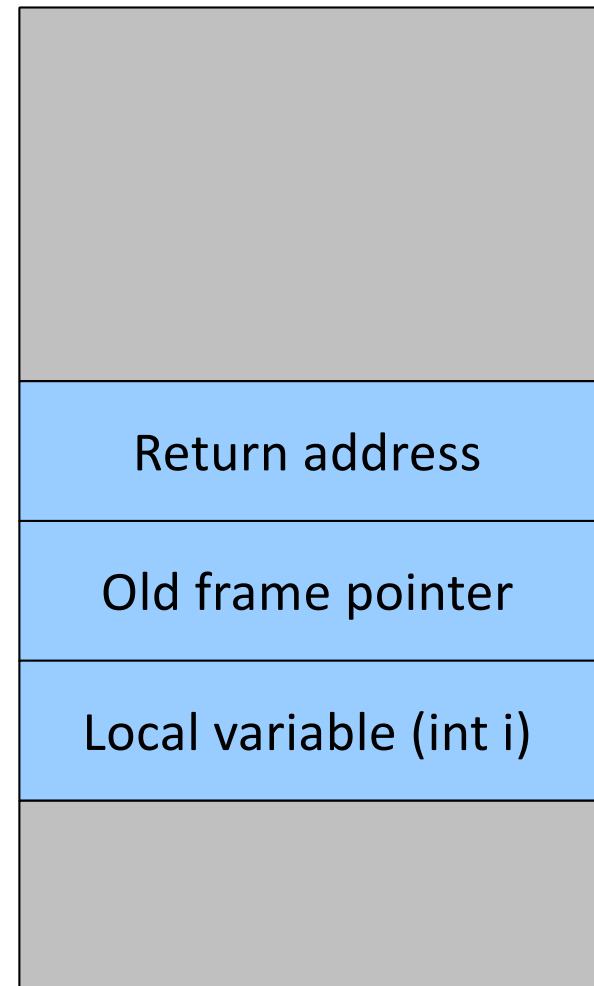 Return address
Old frame pointer
Local variable (int i)